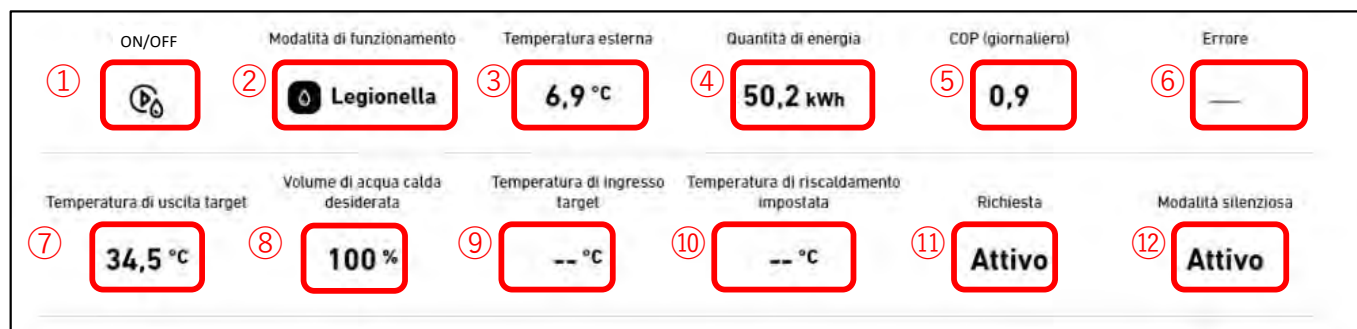 ON/OFF Modalità di funzionamento Temperatura esterna Quantità di energia COP (giornaliero) Errore
① ② Legionella ③ 6,9 °C ④ 50,2 kWh ⑤ 0,9 ⑥ —
Temperatura di uscita target Volume di acqua calda desiderata Temperatura di ingresso target Temperatura di riscaldamento impostata Richiesta Modalità silenziosa
⑦ 34,5 °C ⑧ 100 % ⑨ -- °C ⑩ -- °C ⑪ Attivo ⑫ Attivo